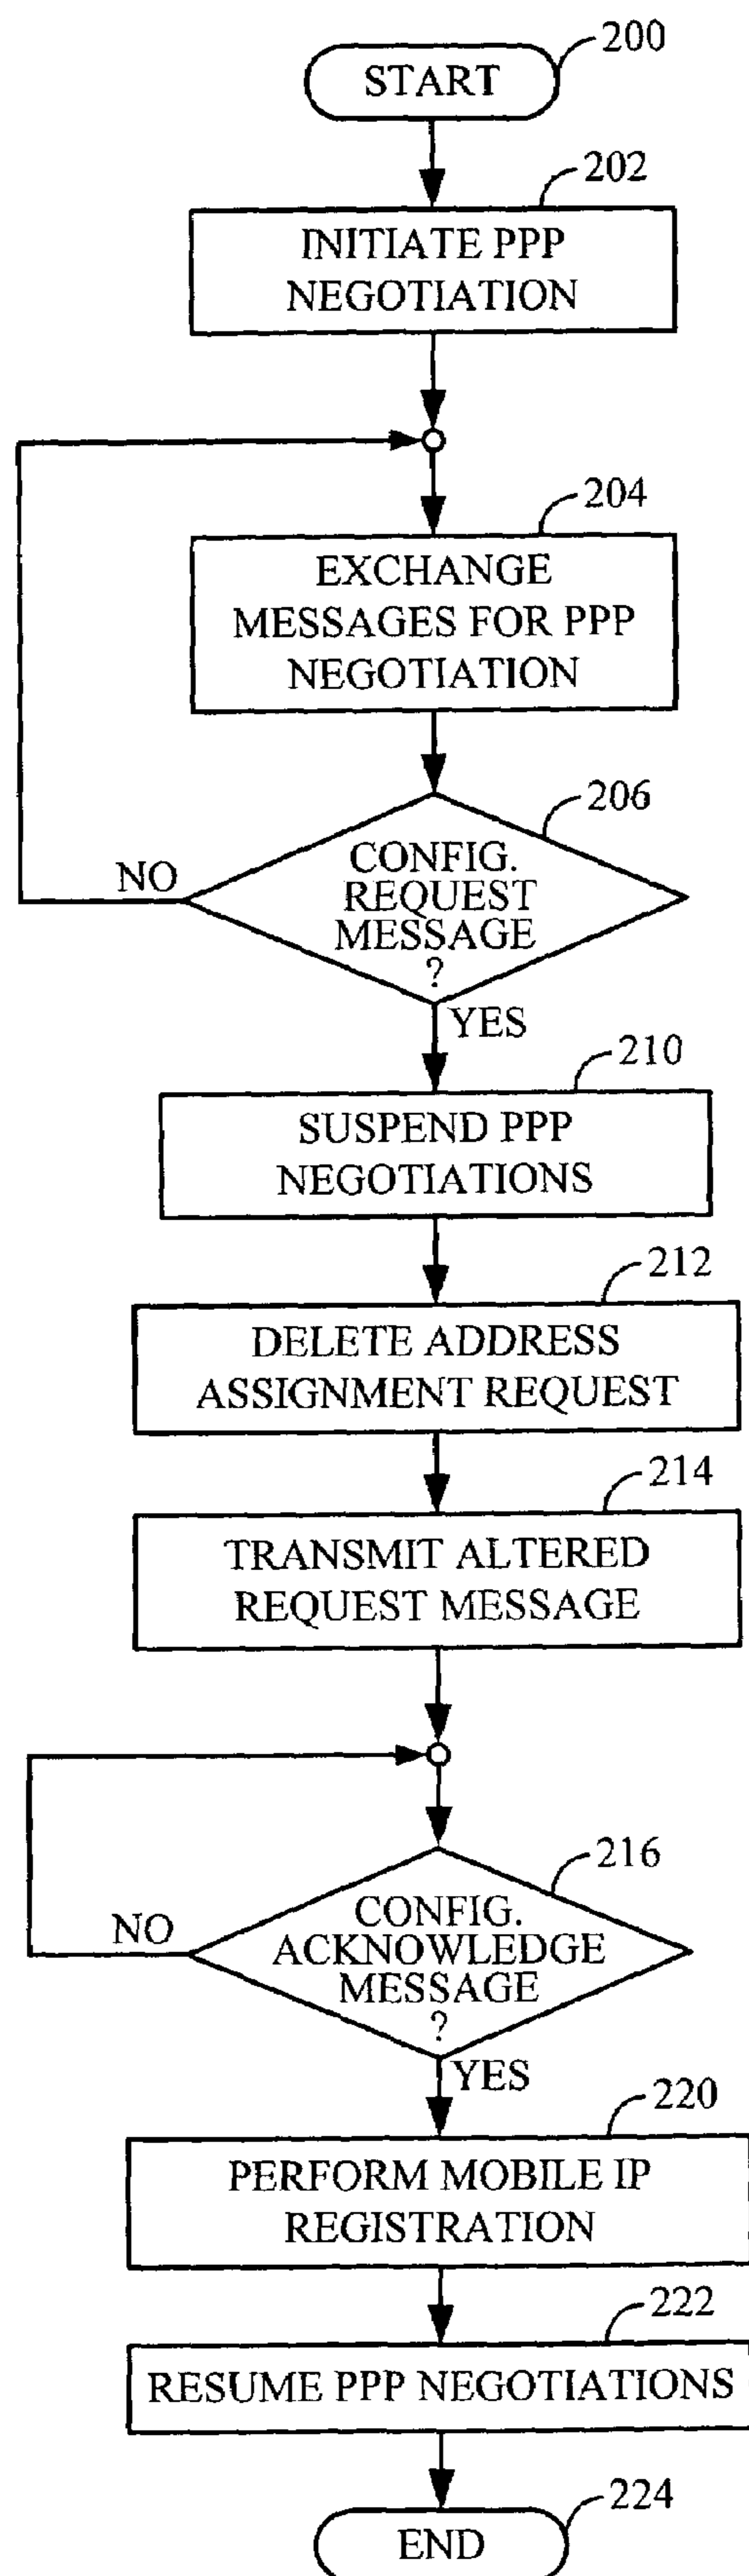 200
START
202
INITIATE PPP
NEGOTIATION
204
EXCHANGE
MESSAGES FOR PPP
NEGOTIATION
206
CONFIG.
REQUEST
MESSAGE
?
NO
YES
210
SUSPEND PPP
NEGOTIATIONS
212
DELETE ADDRESS
ASSIGNMENT REQUEST
214
TRANSMIT ALTERED
REQUEST MESSAGE
216
CONFIG.
ACKNOWLEDGE
MESSAGE
?
NO
YES
220
PERFORM MOBILE IP
REGISTRATION
222
RESUME PPP NEGOTIATIONS
224
END